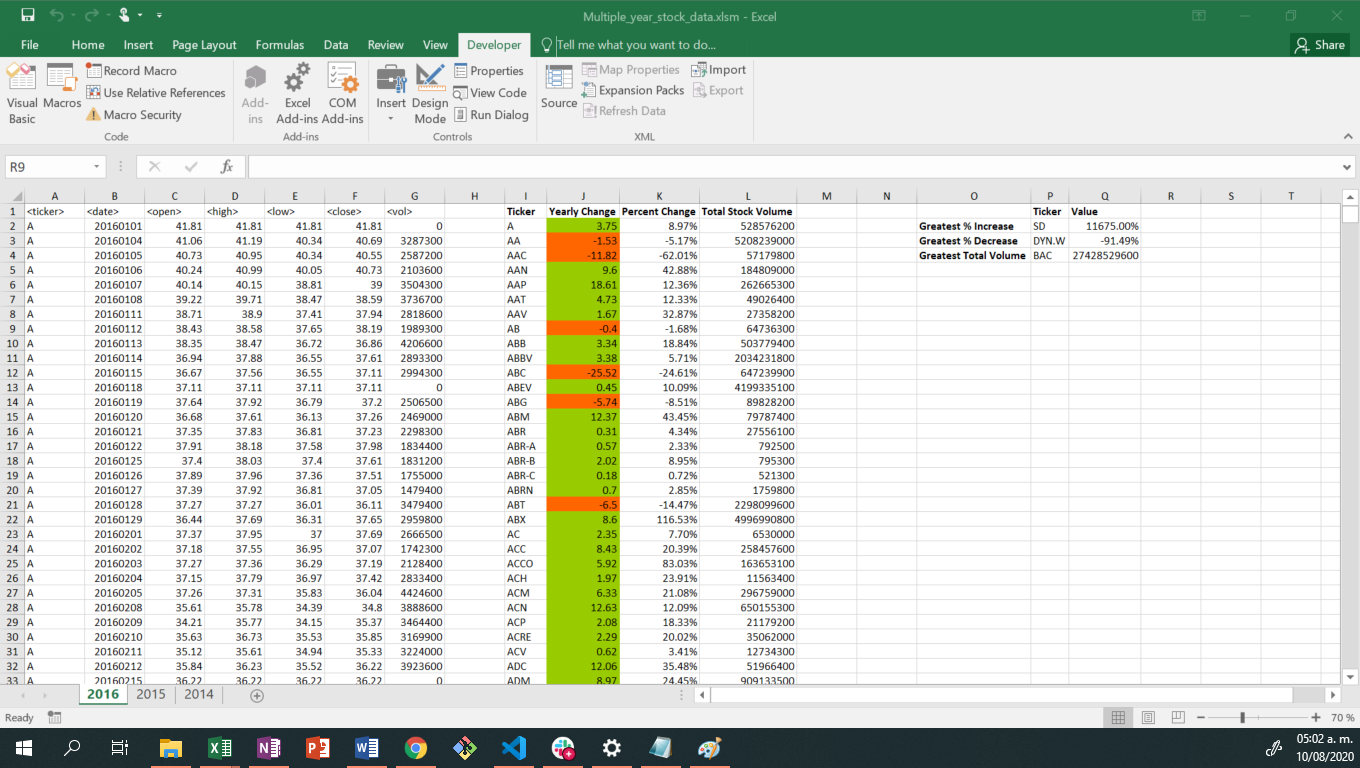 Multiple_year_stock_data.xlsm - Excel
File Home Insert Page Layout Formulas Data Review View Developer Tell me what you want to do... Share
Visual Basic Macros Record Macro Use Relative References Macro Security Add-ins Excel Add-ins COM Add-ins Insert Design Mode Properties View Code Run Dialog Source Map Properties Expansion Packs Refresh Data Import Export
Code Add-ins Controls XML
R9 fx
A B C D E F G H I J K L M N O P Q R S T
1 <ticker> <date> <open> <high> <low> <close> <vol> Ticker Yearly Change Percent Change Total Stock Volume Ticker Value
2 A 20160101 41.81 41.81 41.81 41.81 0 A 3.75 8.97% 528576200 Greatest % Increase SD 11675.00%
3 A 20160104 41.06 41.19 40.34 40.69 3287300 AA -1.53 -5.17% 5208239000 Greatest % Decrease DYN.W -91.49%
4 A 20160105 40.73 40.95 40.34 40.55 2587200 AAC -11.82 -62.01% 57179800 Greatest Total Volume BAC 27428529600
5 A 20160106 40.24 40.99 40.05 40.73 2103600 AAN 9.6 42.88% 184809000
6 A 20160107 40.14 40.15 38.81 39 3504300 AAP 18.61 12.36% 262665300
7 A 20160108 39.22 39.71 38.47 38.59 3736700 AAT 4.73 12.33% 49026400
8 A 20160111 38.71 38.9 37.41 37.94 2818600 AAV 1.67 32.87% 27358200
9 A 20160112 38.43 38.58 37.65 38.19 1989300 AB -0.4 -1.68% 64736300
10 A 20160113 38.35 38.47 36.72 36.86 4206600 ABB 3.34 18.84% 503779400
11 A 20160114 36.94 37.88 36.55 37.61 2893300 ABBV 3.38 5.71% 2034231800
12 A 20160115 36.67 37.56 36.55 37.11 2994300 ABC -25.52 -24.61% 647239900
13 A 20160118 37.11 37.11 37.11 37.11 0 ABEV 0.45 10.09% 4199335100
14 A 20160119 37.64 37.92 36.79 37.2 2506500 ABG -5.74 -8.51% 89828200
15 A 20160120 36.68 37.61 36.13 37.26 2469000 ABM 12.37 43.45% 79787400
16 A 20160121 37.35 37.83 36.81 37.23 2298300 ABR 0.31 4.34% 27556100
17 A 20160122 37.91 38.18 37.58 37.98 1834400 ABR-A 0.57 2.33% 792500
18 A 20160125 37.4 38.03 37.4 37.61 1831200 ABR-B 2.02 8.95% 795300
19 A 20160126 37.89 37.96 37.36 37.51 1755000 ABR-C 0.18 0.72% 521300
20 A 20160127 37.39 37.92 36.81 37.05 1479400 ABRN 0.7 2.85% 1759800
21 A 20160128 37.27 37.27 36.01 36.11 3479400 ABT -6.5 -14.47% 2298099600
22 A 20160129 36.44 37.69 36.31 37.65 2959800 ABX 8.6 116.53% 4996990800
23 A 20160201 37.37 37.95 37 37.69 2666500 AC 2.35 7.70% 6530000
24 A 20160202 37.18 37.55 36.95 37.07 1742300 ACC 8.43 20.39% 258457600
25 A 20160203 37.27 37.36 36.29 37.19 2128400 ACCO 5.92 83.03% 163653100
26 A 20160204 37.15 37.79 36.97 37.42 2833400 ACH 1.97 23.91% 11563400
27 A 20160205 37.26 37.31 35.83 36.04 4424600 ACM 6.33 21.08% 296759000
28 A 20160208 35.61 35.78 34.39 34.8 3888600 ACN 12.63 12.09% 650155300
29 A 20160209 34.21 35.77 34.15 35.37 3464400 ACP 2.08 18.33% 21179200
30 A 20160210 35.63 36.73 35.53 35.85 3169900 ACRE 2.29 20.02% 35062000
31 A 20160211 35.12 35.61 34.94 35.33 3224000 ACV 0.62 3.41% 12734300
32 A 20160212 35.84 36.23 35.52 36.22 3923600 ADC 12.06 35.48% 51966400
33 A 20160215 36.22 36.22 36.22 36.22 0 ADM 8.97 24.45% 909133500
2016 2015 2014
Ready 70 %
05:02 a. m.
10/08/2020